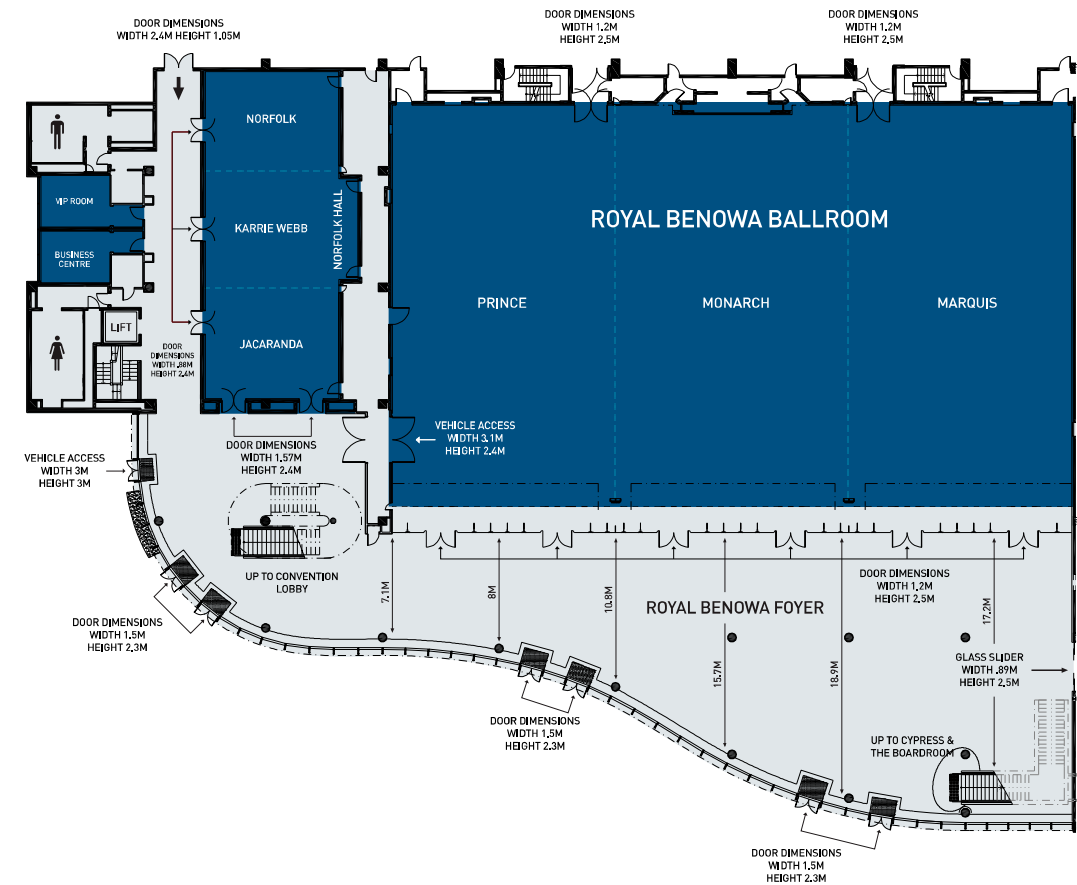 DOOR DIMENSIONS
WIDTH 2.4M HEIGHT 1.05M
DOOR DIMENSIONS
WIDTH 1.2M
HEIGHT 2.5M
DOOR DIMENSIONS
WIDTH 1.2M
HEIGHT 2.5M
NORFOLK
VIP ROOM
KARRIE WEBB
NORFOLK HALL
BUSINESS
CENTRE
ROYAL BENOWA BALLROOM
PRINCE
MONARCH
MARQUIS
LIFT
JACARANDA
DOOR
DIMENSIONS
WIDTH .88M
HEIGHT 2.4M
VEHICLE ACCESS
WIDTH 3.1M
HEIGHT 2.4M
DOOR DIMENSIONS
WIDTH 1.57M
HEIGHT 2.4M
VEHICLE ACCESS
WIDTH 3M
HEIGHT 3M
UP TO CONVENTION
LOBBY
7.1M
8M
10.8M
15.7M
18.9M
17.2M
DOOR DIMENSIONS
WIDTH 1.2M
HEIGHT 2.5M
ROYAL BENOWA FOYER
DOOR DIMENSIONS
WIDTH 1.5M
HEIGHT 2.3M
GLASS SLIDER
WIDTH .89M
HEIGHT 2.5M
DOOR DIMENSIONS
WIDTH 1.5M
HEIGHT 2.3M
UP TO CYPRESS &
THE BOARDROOM
DOOR DIMENSIONS
WIDTH 1.5M
HEIGHT 2.3M